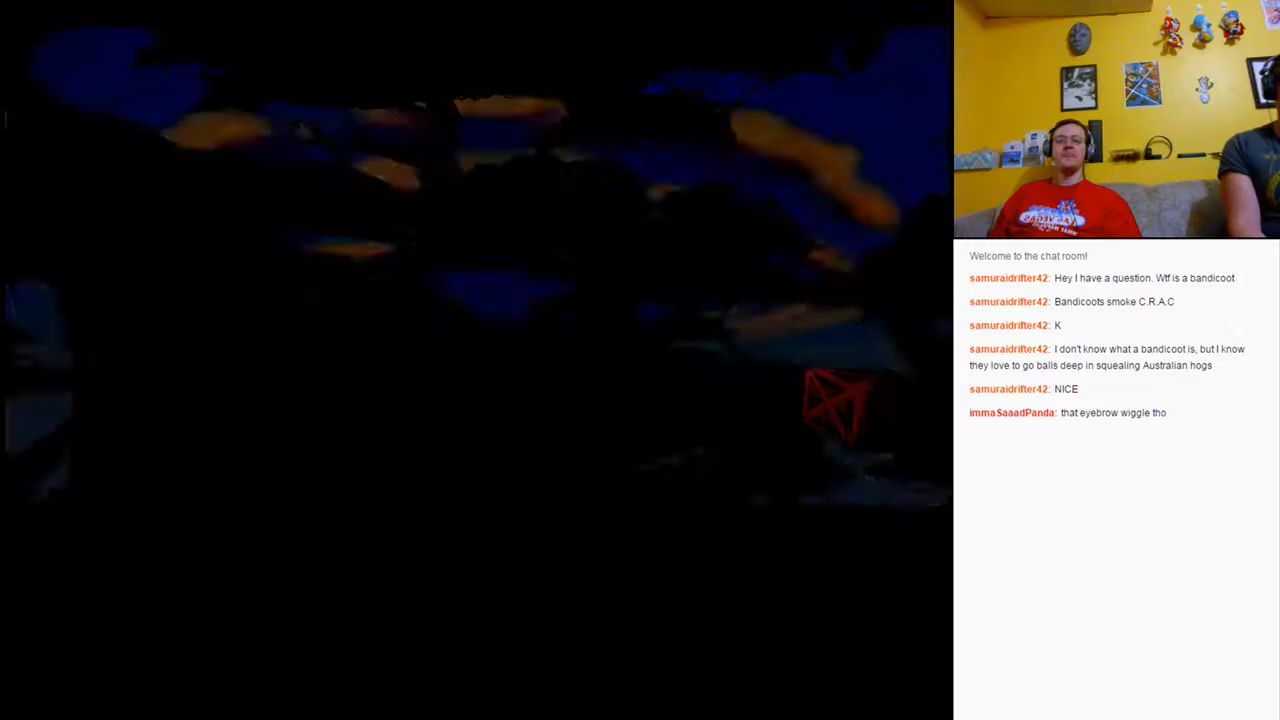 Welcome to the chat room!
samuraidrifter42: Hey I have a question. Wtf is a bandicoot
samuraidrifter42: Bandicoots smoke C.R.A.C
samuraidrifter42: K
samuraidrifter42: I don't know what a bandicoot is, but I know
they love to go balls deep in squealing Australian hogs
samuraidrifter42: NICE
immaSaaadPanda: that eyebrow wiggle tho